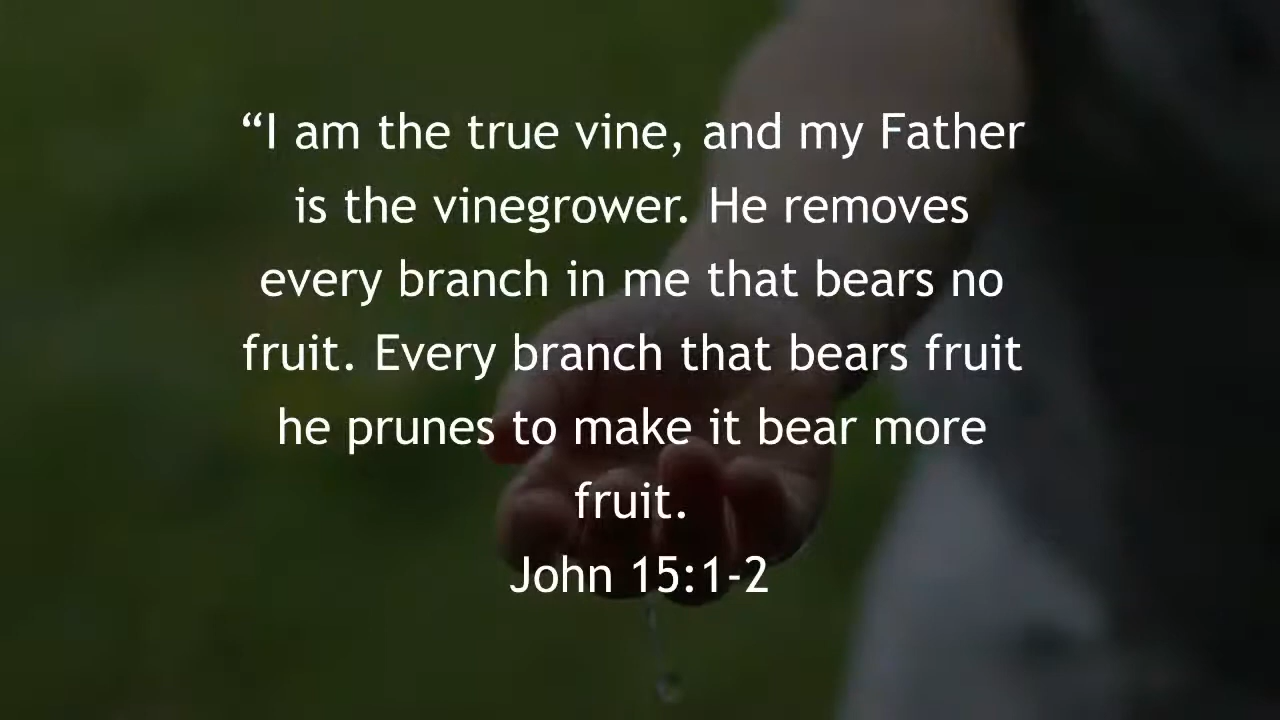 “I am the true vine, and my Father
is the vinegrower. He removes
every branch in me that bears no
fruit. Every branch that bears fruit
he prunes to make it bear more
fruit.
John 15:1-2